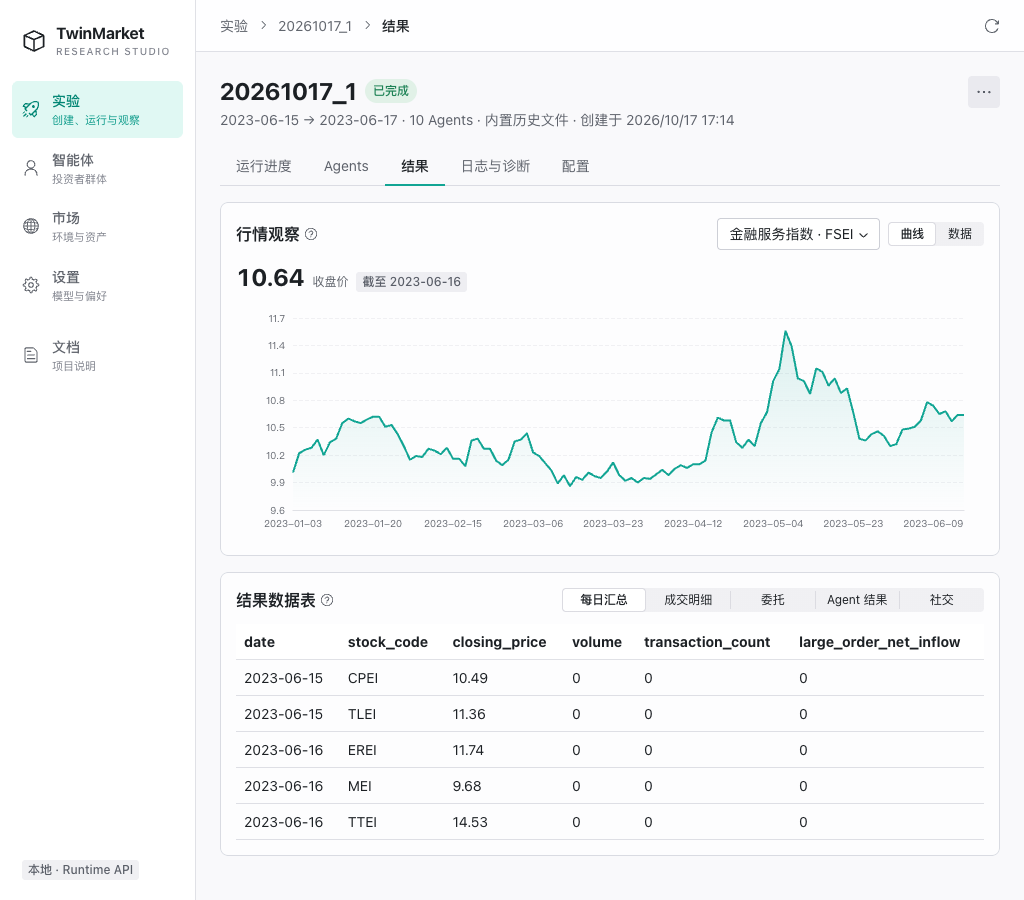 TwinMarket
RESEARCH STUDIO
实验
创建、运行与观察
智能体
投资者群体
市场
环境与资产
设置
模型与偏好
文档
项目说明
本地 · Runtime API
实验 > 20261017_1 > 结果
20261017_1 已完成
2023-06-15 → 2023-06-17 · 10 Agents · 内置历史文件 · 创建于 2026/10/17 17:14
...
运行进度 Agents 结果 日志与诊断 配置
行情观察 ? 金融服务指数 · FSEI 曲线 数据
10.64 收盘价 截至 2023-06-16
11.7
11.4
11.1
10.8
10.5
10.2
9.9
9.6
2023-01-03 2023-01-20 2023-02-15 2023-03-06 2023-03-23 2023-04-12 2023-05-04 2023-05-23 2023-06-09
结果数据表 ? 每日汇总 成交明细 委托 Agent 结果 社交
date stock_code closing_price volume transaction_count large_order_net_inflow
2023-06-15 CPEI 10.49 0 0 0
2023-06-15 TLEI 11.36 0 0 0
2023-06-16 EREI 11.74 0 0 0
2023-06-16 MEI 9.68 0 0 0
2023-06-16 TTEI 14.53 0 0 0